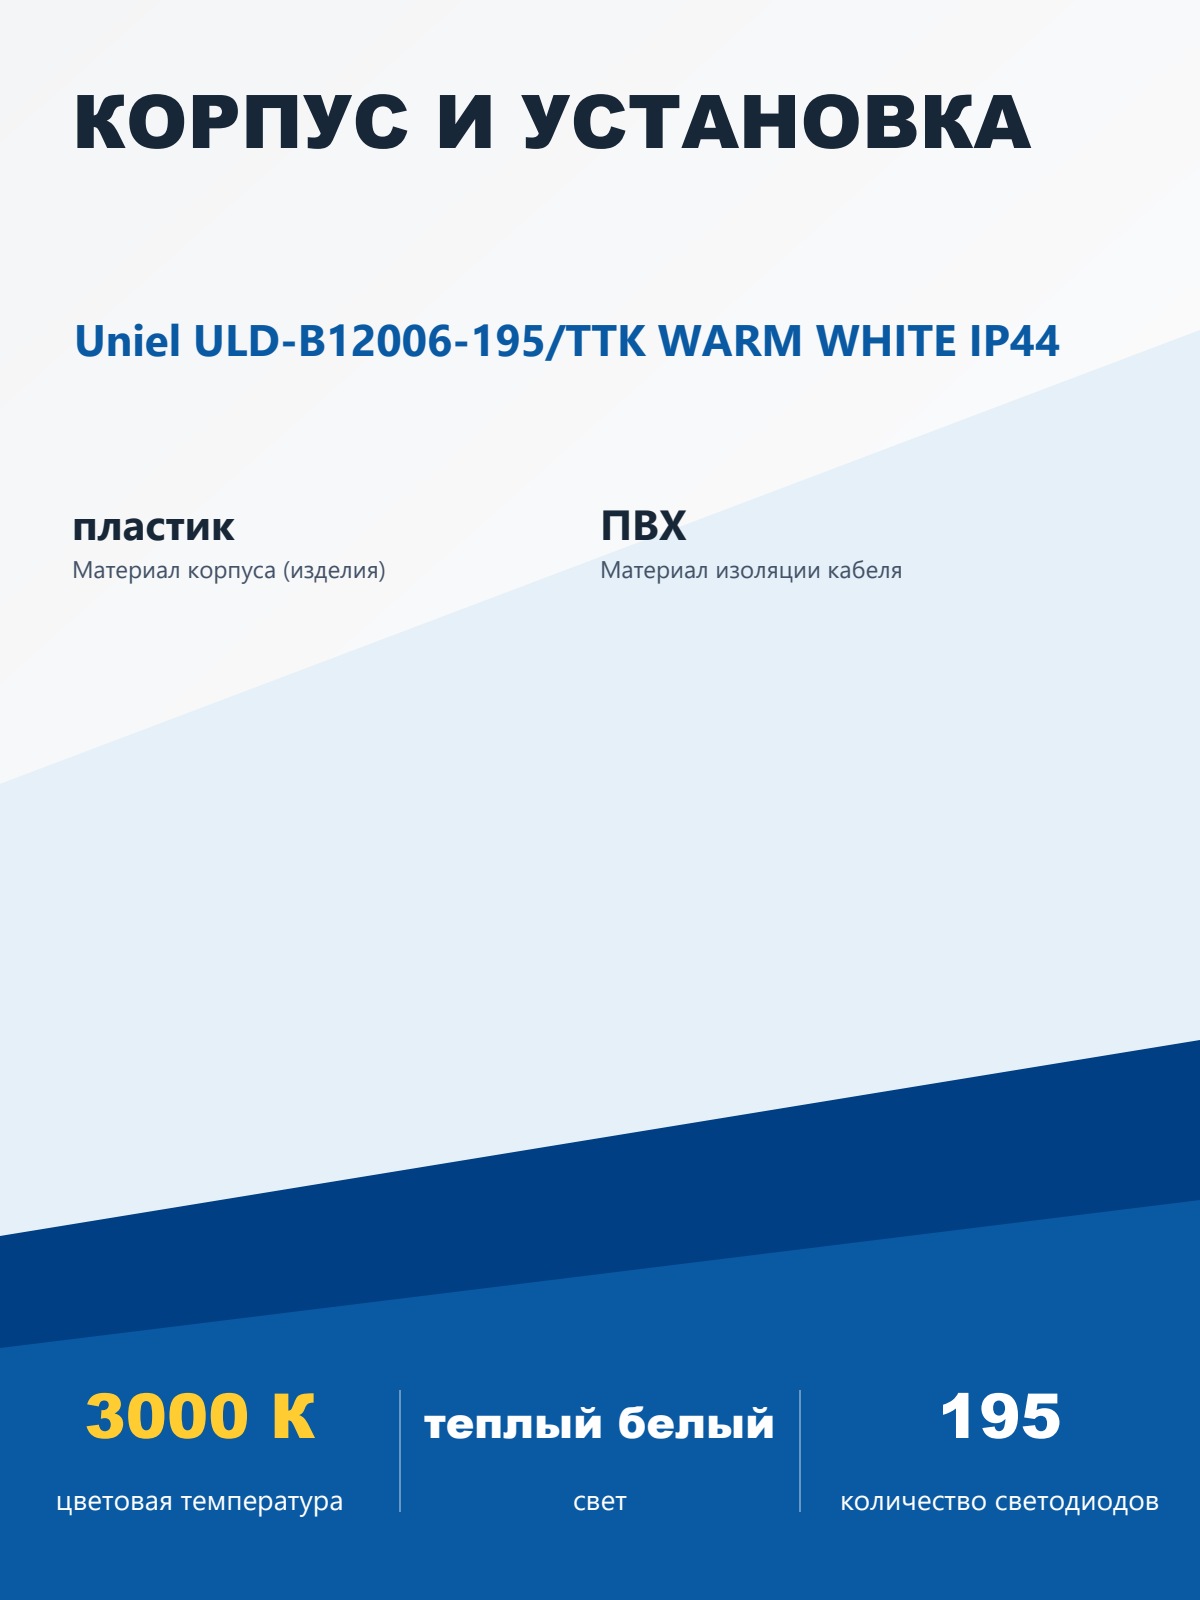 КОРПУС И УСТАНОВКА
Uniel ULD-B12006-195/TTK WARM WHITE IP44
пластик
Материал корпуса (изделия)
ПВХ
Материал изоляции кабеля
3000 К
цветовая температура
теплый белый
свет
195
количество светодиодов